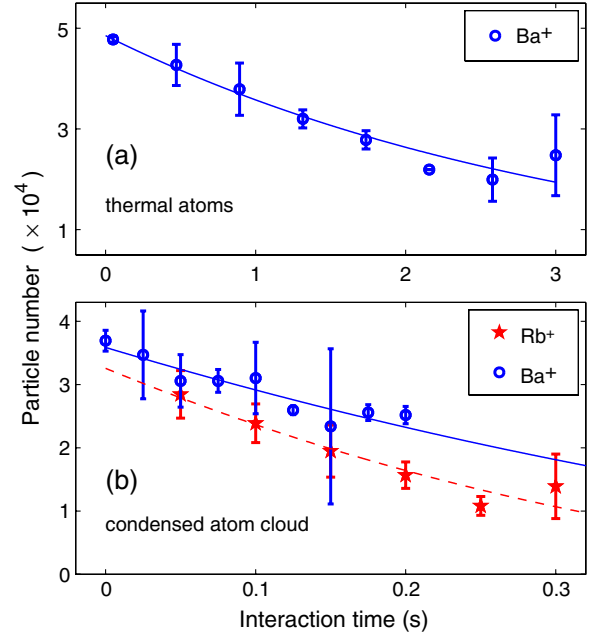 5
3
1
Ba⁺
(a)
thermal atoms
0 1 2 3
Particle number (×10⁴)
4
3
2
1
0
Rb⁺
Ba⁺
(b)
condensed atom cloud
0 0.1 0.2 0.3
Interaction time (s)